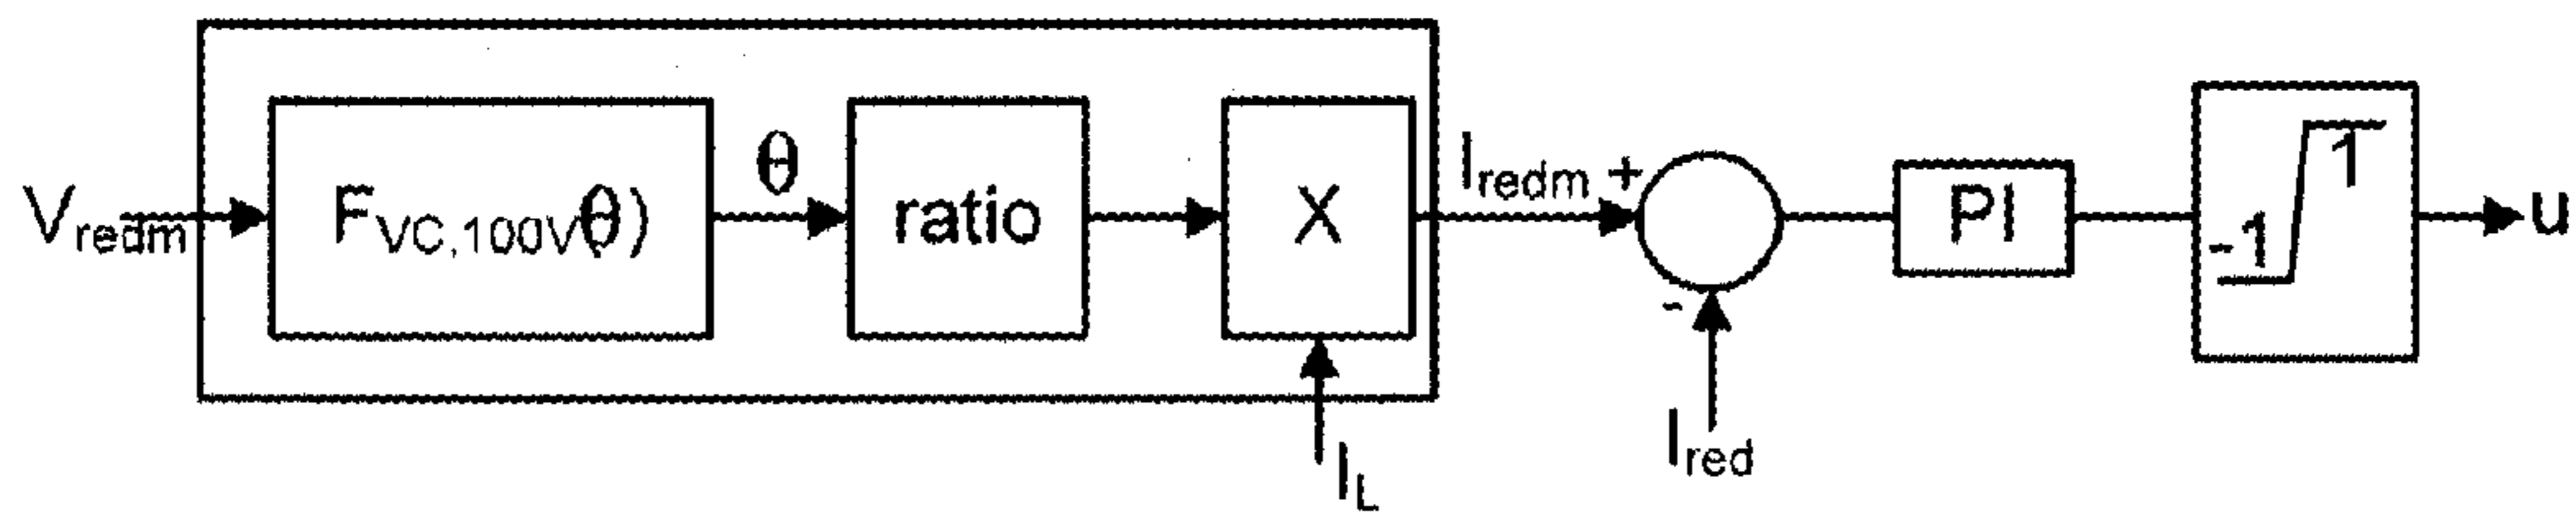 V_redm
F_VC,100V(θ)
θ
ratio
X
I_L
I_redm
+
-
I_red
PI
1
-1
u